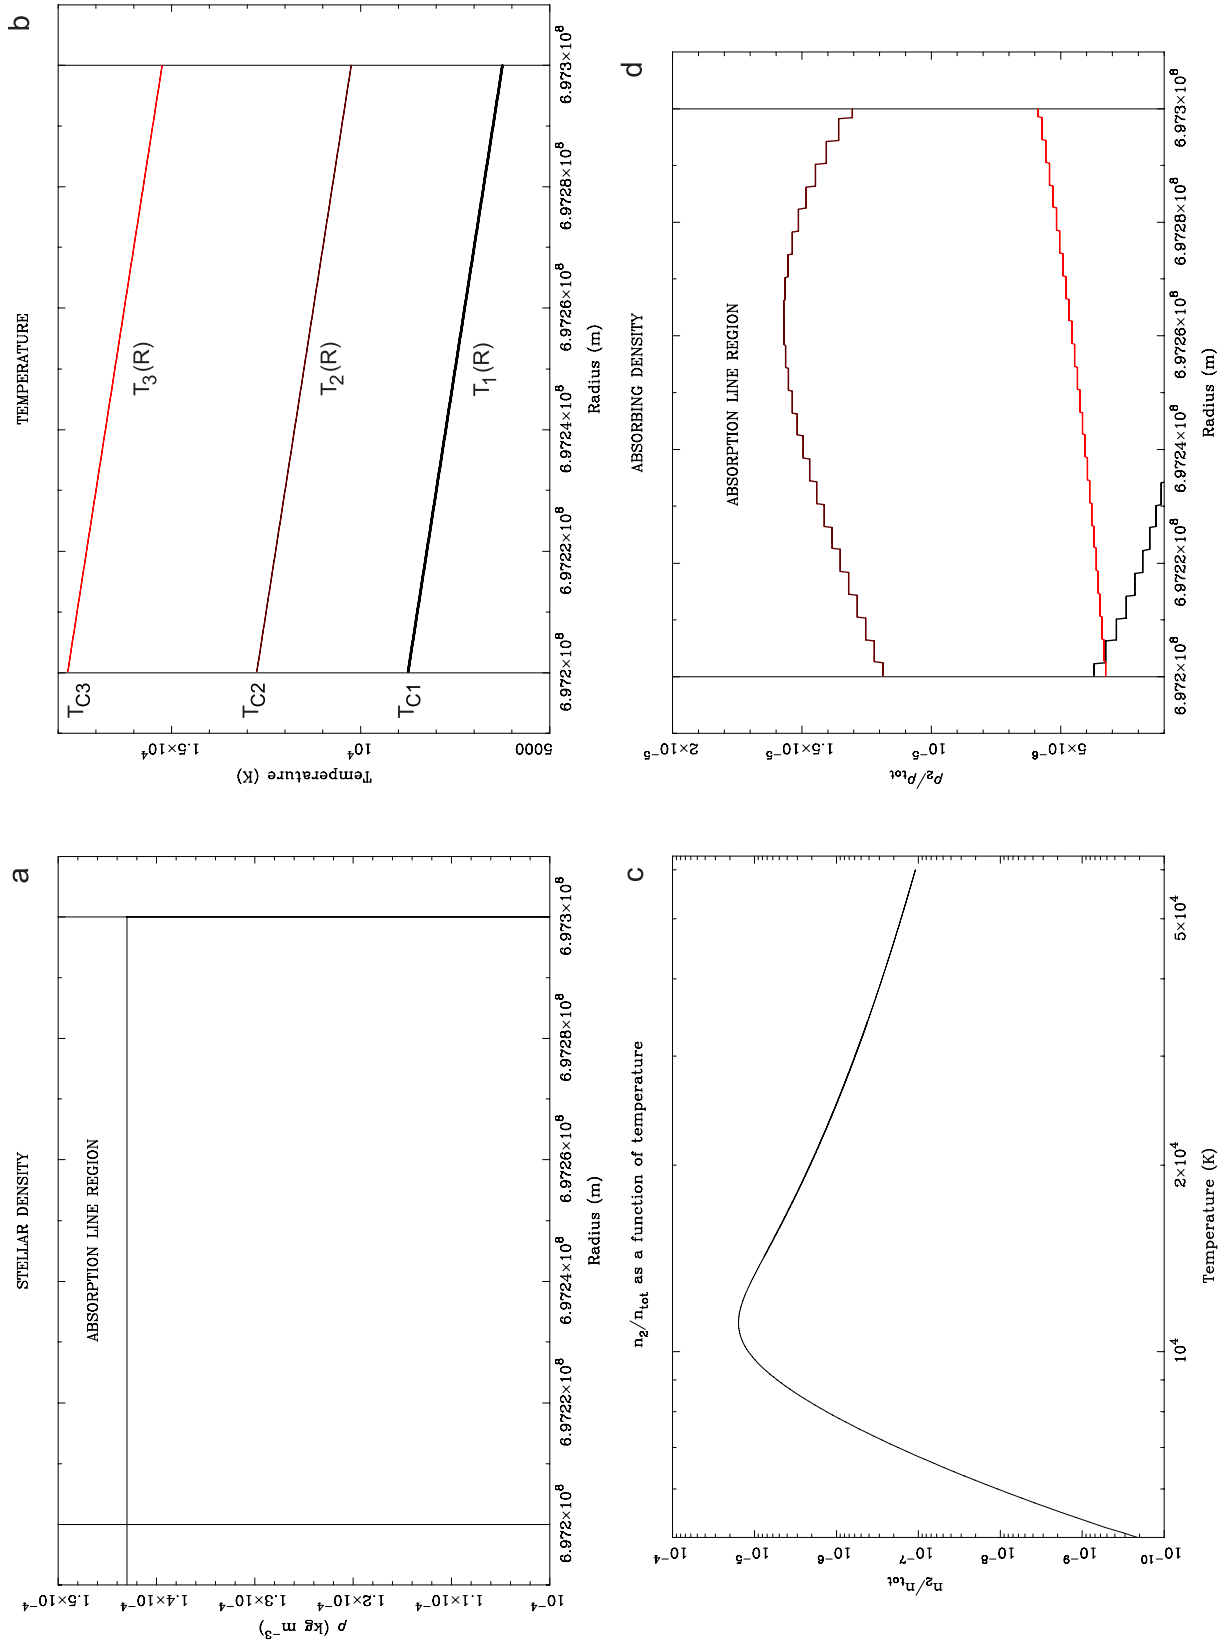 a
STELLAR DENSITY
ABSORPTION LINE REGION
ρ (kg m⁻³)
1.5×10⁻⁴
1.4×10⁻⁴
1.3×10⁻⁴
1.2×10⁻⁴
1.1×10⁻⁴
10⁻⁴
6.972×10⁸ 6.9722×10⁸ 6.9724×10⁸ 6.9726×10⁸ 6.9728×10⁸ 6.973×10⁸
Radius (m)
b
TEMPERATURE
Temperature (K)
1.5×10⁴
10⁴
5000
T_C3
T_C2
T_C1
T₃(R)
T₂(R)
T₁(R)
6.972×10⁸ 6.9722×10⁸ 6.9724×10⁸ 6.9726×10⁸ 6.9728×10⁸ 6.973×10⁸
Radius (m)
c
n₂/n_tot as a function of temperature
n₂/n_tot
10⁻⁴
10⁻⁵
10⁻⁶
10⁻⁷
10⁻⁸
10⁻⁹
10⁻¹⁰
10⁴ 2×10⁴ 5×10⁴
Temperature (K)
d
ABSORBING DENSITY
ABSORPTION LINE REGION
ρ₂/ρ_tot
2×10⁻⁵
1.5×10⁻⁵
10⁻⁵
5×10⁻⁶
6.972×10⁸ 6.9722×10⁸ 6.9724×10⁸ 6.9726×10⁸ 6.9728×10⁸ 6.973×10⁸
Radius (m)